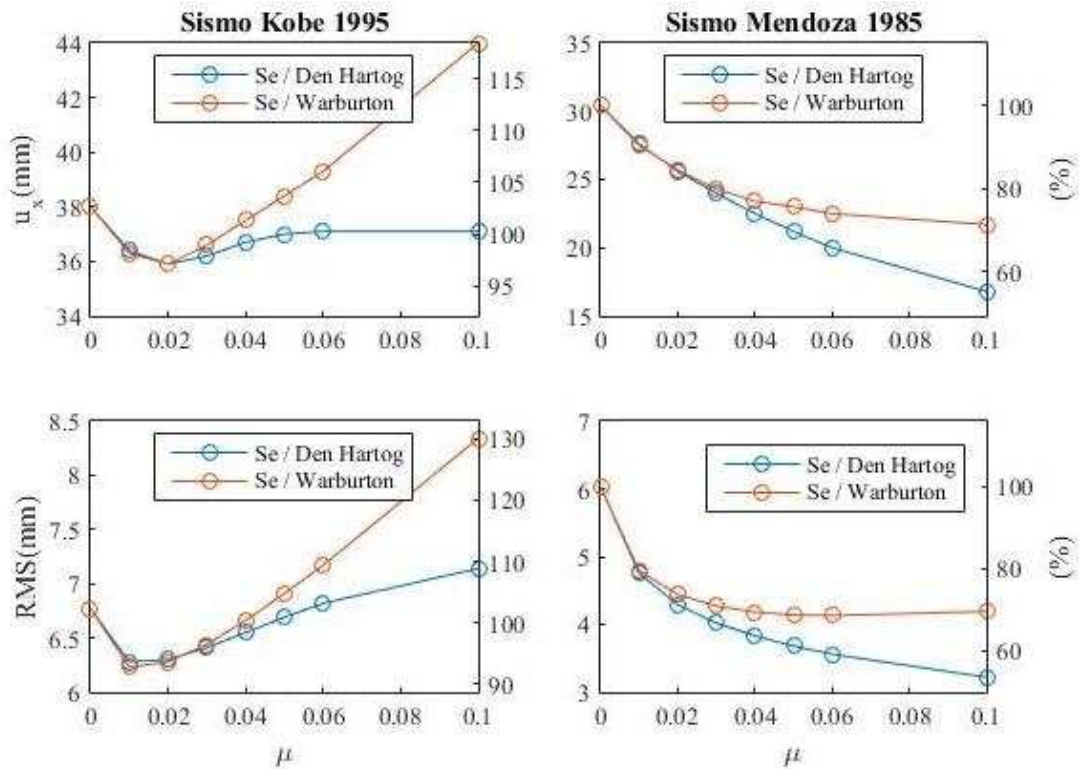 Sismo Kobe 1995
Sismo Mendoza 1985
u_x(mm)
44
42
40
38
36
34
Se / Den Hartog
Se / Warburton
115
110
105
100
95
0 0.02 0.04 0.06 0.08 0.1
35
30
25
20
15
Se / Den Hartog
Se / Warburton
100
80
60
(%)
0 0.02 0.04 0.06 0.08 0.1
RMS(mm)
8.5
8
7.5
7
6.5
6
Se / Den Hartog
Se / Warburton
130
120
110
100
90
0 0.02 0.04 0.06 0.08 0.1
μ
7
6
5
4
3
Se / Den Hartog
Se / Warburton
100
80
60
(%)
0 0.02 0.04 0.06 0.08 0.1
μ